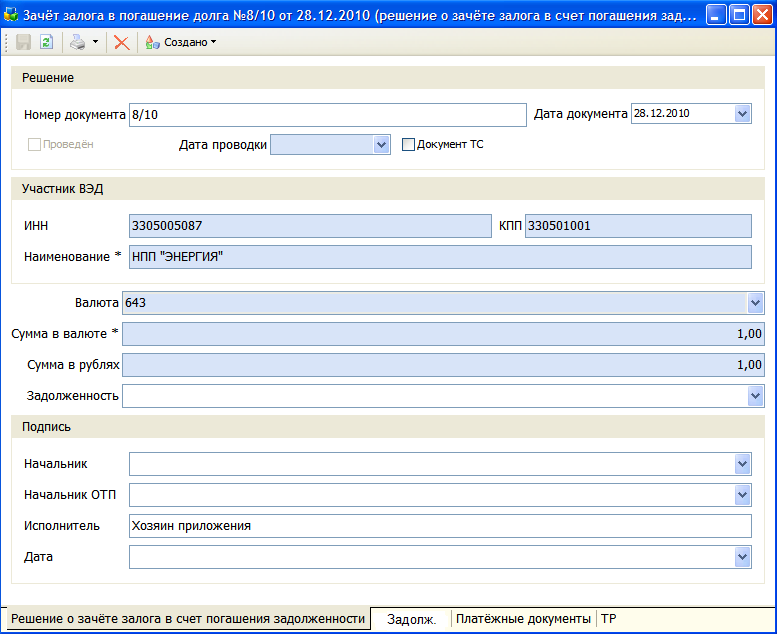 Зачёт залога в погашение долга №8/10 от 28.12.2010 (решение о зачёте залога в счет погашения зад...
Создано
Решение
Номер документа 8/10 Дата документа 28.12.2010
Проведён Дата проводки Документ ТС
Участник ВЭД
ИНН 3305005087 КПП 330501001
Наименование * НПП "ЭНЕРГИЯ"
Валюта 643
Сумма в валюте * 1,00
Сумма в рублях 1,00
Задолженность
Подпись
Начальник
Начальник ОТП
Исполнитель Хозяин приложения
Дата
Решение о зачёте залога в счет погашения задолженности Задолж. Платёжные документы ТР